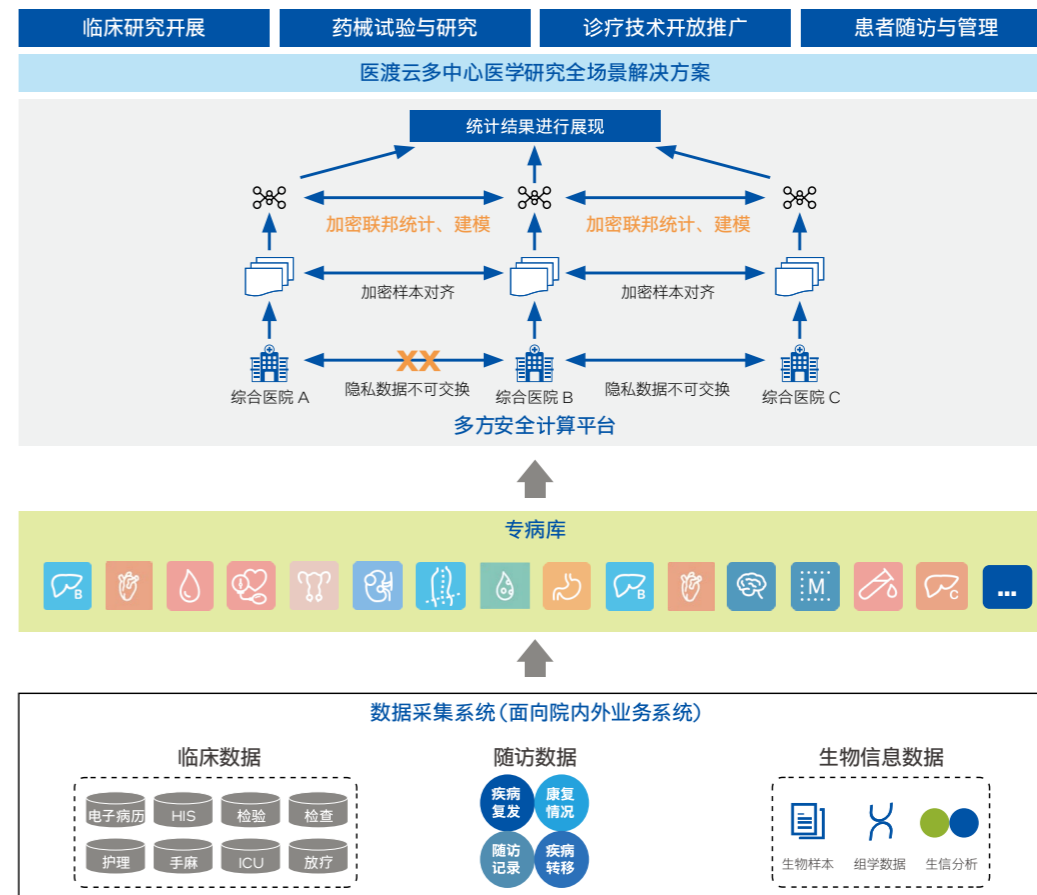 临床研究开展
药械试验与研究
诊疗技术开放推广
患者随访与管理
医渡云多中心医学研究全场景解决方案
统计结果进行展现
加密联邦统计、建模
加密联邦统计、建模
加密样本对齐
加密样本对齐
XX
隐私数据不可交换
隐私数据不可交换
综合医院 A
综合医院 B
综合医院 C
多方安全计算平台
专病库
B
B
M
C
...
数据采集系统(面向院内外业务系统)
临床数据
随访数据
生物信息数据
电子病历
HIS
检验
检查
护理
手麻
ICU
放疗
疾病
复发
康复
情况
随访
记录
疾病
转移
生物样本
组学数据
生信分析